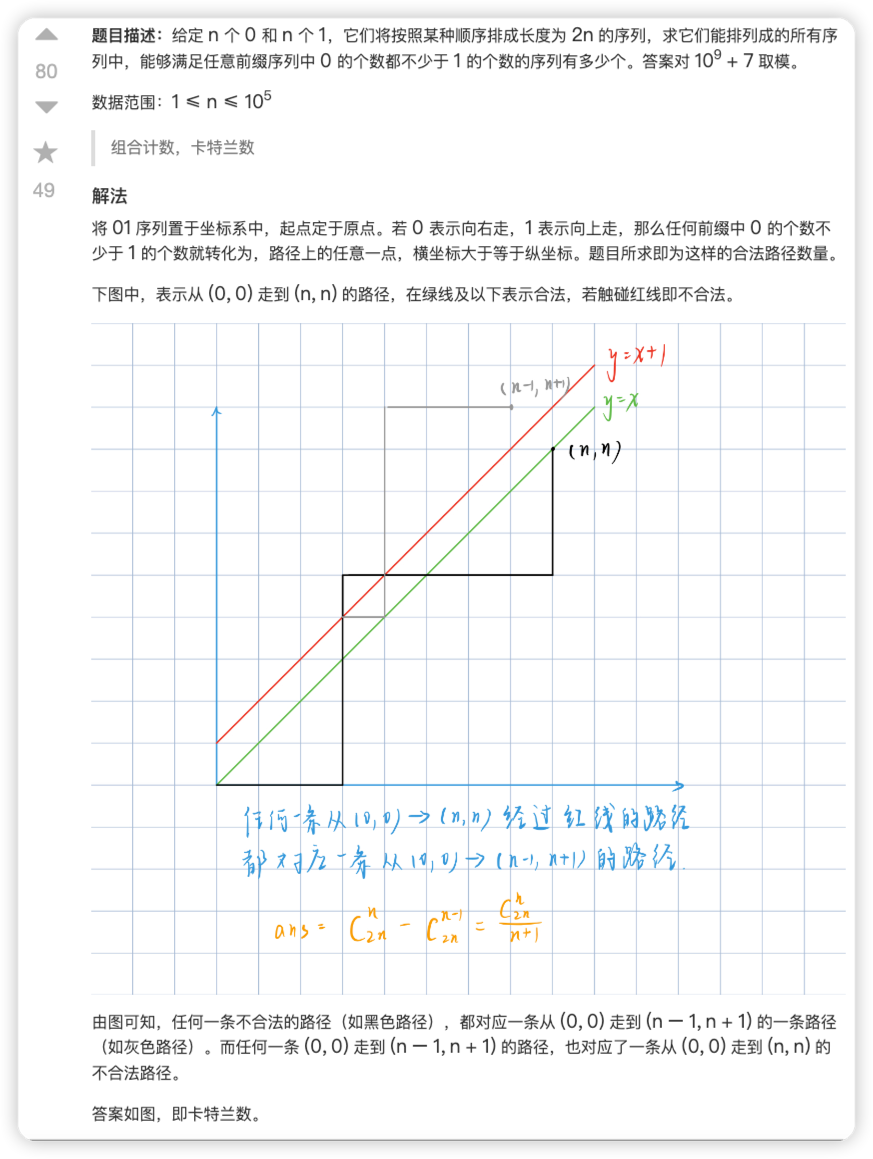 题目描述：给定 n 个 0 和 n 个 1，它们将按照某种顺序排成长度为 2n 的序列，求它们能排列成的所有序
列中，能够满足任意前缀序列中 0 的个数都不少于 1 的个数的序列有多少个。答案对 10⁹ + 7 取模。
80
数据范围：1 ⩽ n ⩽ 10⁵
组合计数，卡特兰数
49
解法
将 01 序列置于坐标系中，起点定于原点。若 0 表示向右走，1 表示向上走，那么任何前缀中 0 的个数不
少于 1 的个数就转化为，路径上的任意一点，横坐标大于等于纵坐标。题目所求即为这样的合法路径数量。
下图中，表示从 (0, 0) 走到 (n, n) 的路径，在绿线及以下表示合法，若触碰红线即不合法。
y=x+1
(n-1, n+1)
y=x
(n,n)
任何一条从(0,0)→(n,n) 经过红线的路径
都对应一条从(0,0)→(n-1,n+1)的路径.
ans = C₂ₙⁿ - C₂ₙⁿ⁻¹ = C₂ₙⁿ/(n+1)
由图可知，任何一条不合法的路径（如黑色路径），都对应一条从 (0, 0) 走到 (n − 1, n + 1) 的一条路径
（如灰色路径）。而任何一条 (0, 0) 走到 (n − 1, n + 1) 的路径，也对应了一条从 (0, 0) 走到 (n, n) 的
不合法路径。
答案如图，即卡特兰数。